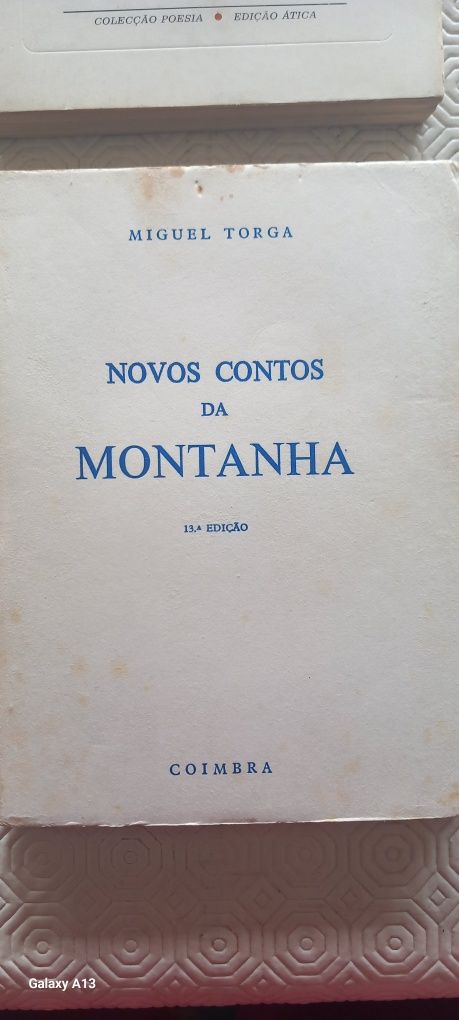 COLECÇÃO POESIA • EDIÇÃO ÁTICA
MIGUEL TORGA
NOVOS CONTOS
DA
MONTANHA
13.ª EDIÇÃO
COIMBRA
Galaxy A13